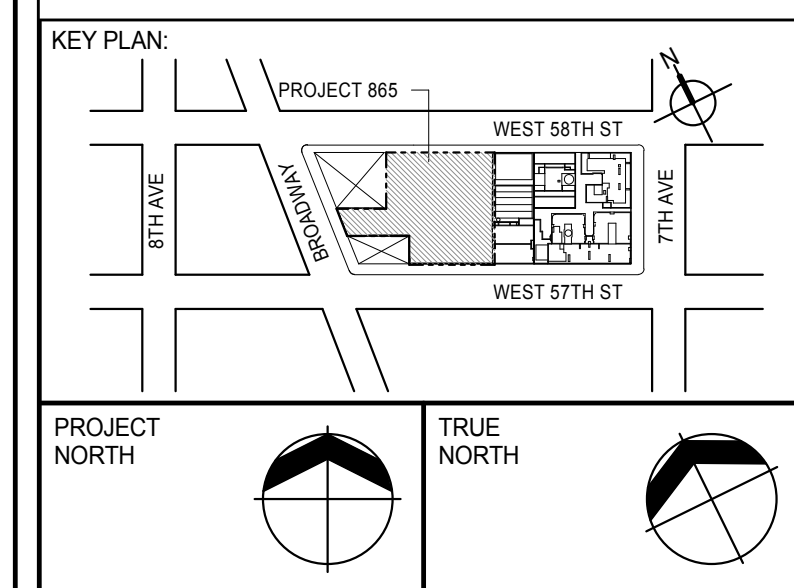 KEY PLAN:
N
PROJECT 865
WEST 58TH ST
8TH AVE
BROADWAY
7TH AVE
WEST 57TH ST
PROJECT
NORTH
TRUE
NORTH